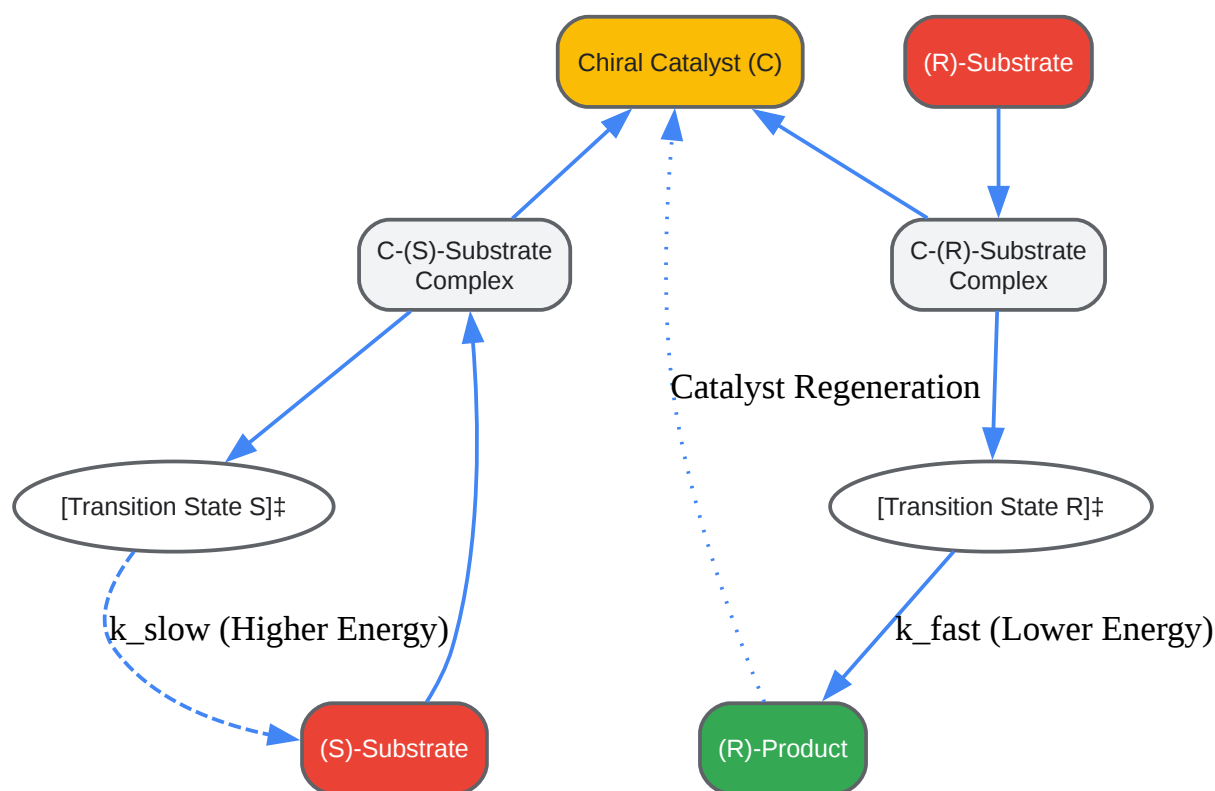 Chiral Catalyst (C)
(R)-Substrate
C-(S)-Substrate
Complex
C-(R)-Substrate
Complex
Catalyst Regeneration
[Transition State S]‡
[Transition State R]‡
k_slow (Higher Energy)
k_fast (Lower Energy)
(S)-Substrate
(R)-Product